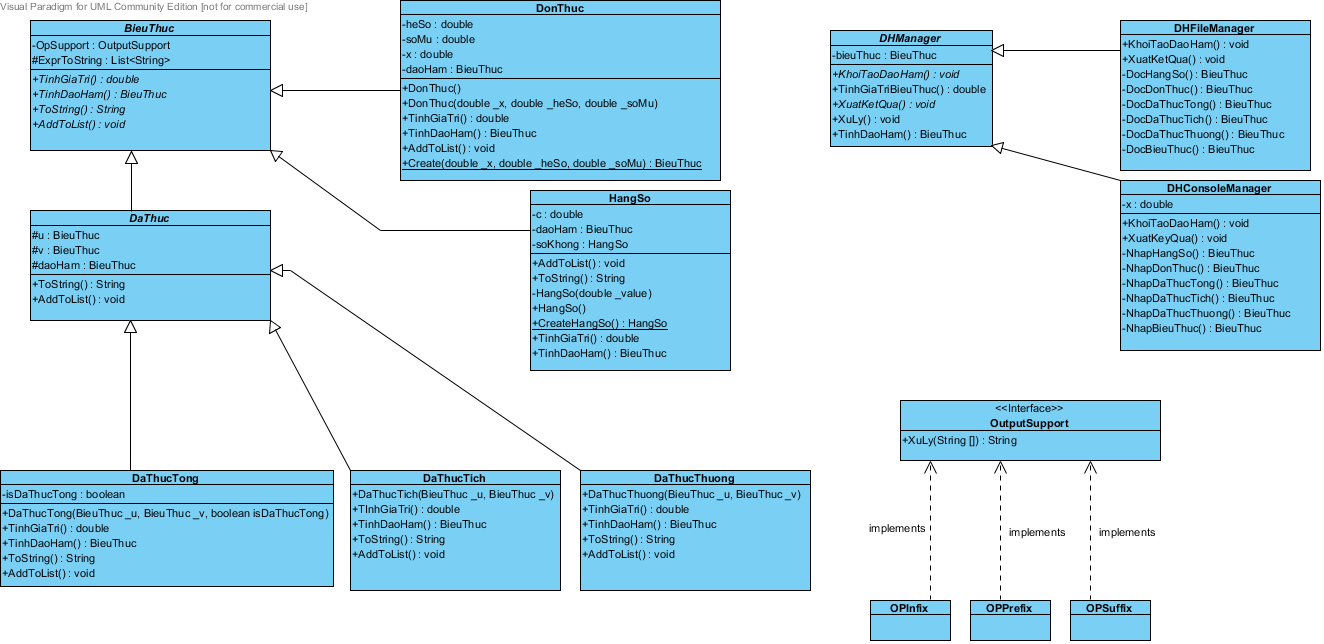 Visual Paradigm for UML Community Edition [not for commercial use]
BieuThuc
-OpSupport : OutputSupport
#ExprToString : List<String>
+TinhGiaTri() : double
+TinhDaoHam() : BieuThuc
+ToString() : String
+AddToList() : void
DonThuc
-heSo : double
-soMu : double
-x : double
-daoHam : BieuThuc
+DonThuc()
+DonThuc(double _x, double _heSo, double _soMu)
+TinhGiaTri() : double
+TinhDaoHam() : BieuThuc
+AddToList() : void
+Create(double _x, double _heSo, double _soMu) : BieuThuc
DHManager
-bieuThuc : BieuThuc
+KhoiTaoDaoHam() : void
+TinhGiaTriBieuThuc() : double
+XuatKetQua() : void
+XuLy() : void
+TinhDaoHam() : BieuThuc
DHFileManager
+KhoiTaoDaoHam() : void
+XuatKetQua() : void
-DocHangSo() : BieuThuc
-DocDonThuc() : BieuThuc
-DocDaThucTong() : BieuThuc
-DocDaThucTich() : BieuThuc
-DocDaThucThuong() : BieuThuc
-DocBieuThuc() : BieuThuc
DHConsoleManager
-x : double
+KhoiTaoDaoHam() : void
+XuatKeyQua() : void
-NhapHangSo() : BieuThuc
-NhapDonThuc() : BieuThuc
-NhapDaThucTong() : BieuThuc
-NhapDaThucTich() : BieuThuc
-NhapDaThucThuong() : BieuThuc
-NhapBieuThuc() : BieuThuc
DaThuc
#u : BieuThuc
#v : BieuThuc
#daoHam : BieuThuc
+ToString() : String
+AddToList() : void
HangSo
-c : double
-daoHam : BieuThuc
-soKhong : HangSo
+AddToList() : void
+ToString() : String
-HangSo(double _value)
+HangSo()
+CreateHangSo() : HangSo
+TinhGiaTri() : double
+TinhDaoHam() : BieuThuc
DaThucTong
-isDaThucTong : boolean
+DaThucTong(BieuThuc _u, BieuThuc _v, boolean isDaThucTong)
+TinhGiaTri() : double
+TinhDaoHam() : BieuThuc
+ToString() : String
+AddToList() : void
DaThucTich
+DaThucTich(BieuThuc _u, BieuThuc _v)
+TInhGiaTri() : double
+TinhDaoHam() : BieuThuc
+ToString() : String
+AddToList() : void
DaThucThuong
+DaThucThuong(BieuThuc _u, BieuThuc _v)
+TinhGiaTri() : double
+TinhDaoHam() : BieuThuc
+ToString() : String
+AddToList() : void
<<Interface>>
OutputSupport
+XuLy(String []) : String
implements
implements
implements
OPInfix
OPPrefix
OPSuffix